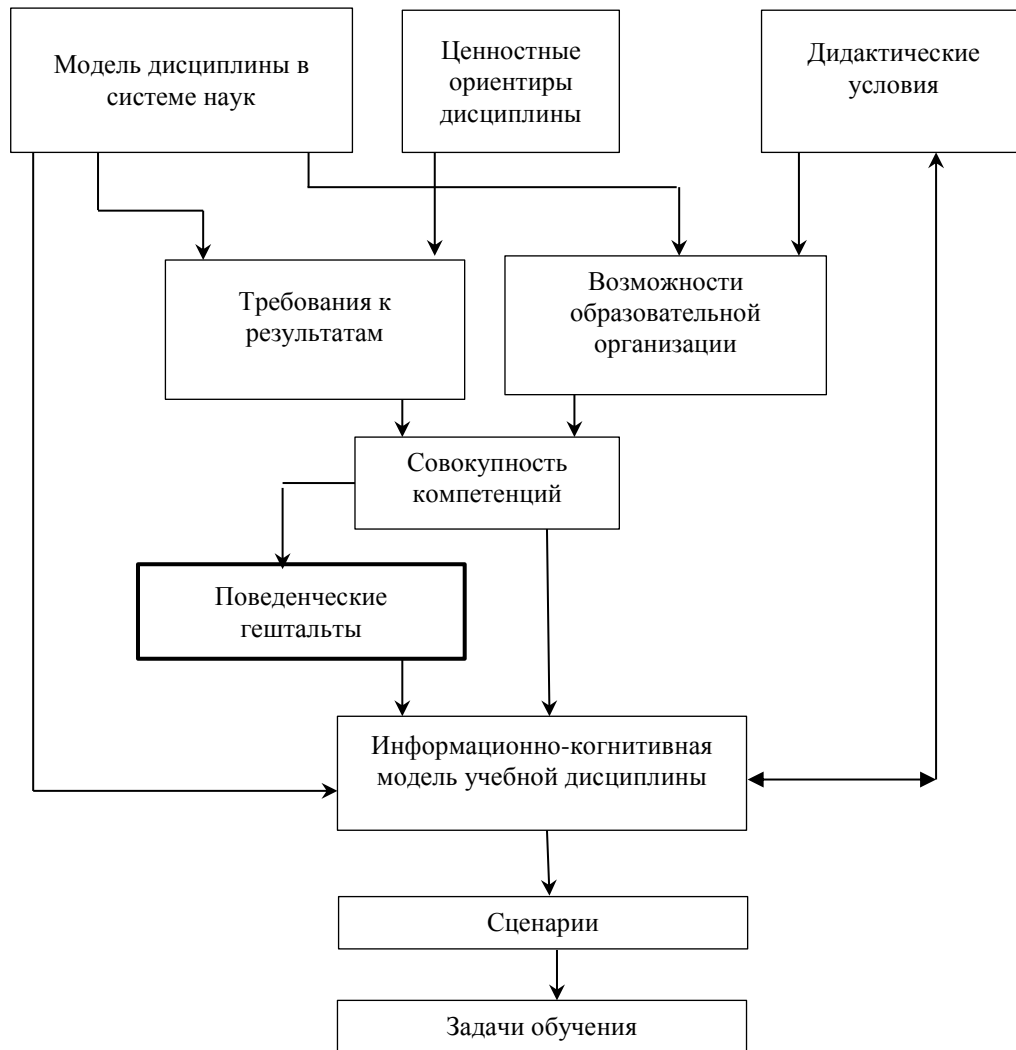 Модель дисциплины в
системе наук
Ценностные
ориентиры
дисциплины
Дидактические
условия
Требования к
результатам
Возможности
образовательной
организации
Совокупность
компетенций
Поведенческие
гештальты
Информационно-когнитивная
модель учебной дисциплины
Сценарии
Задачи обучения